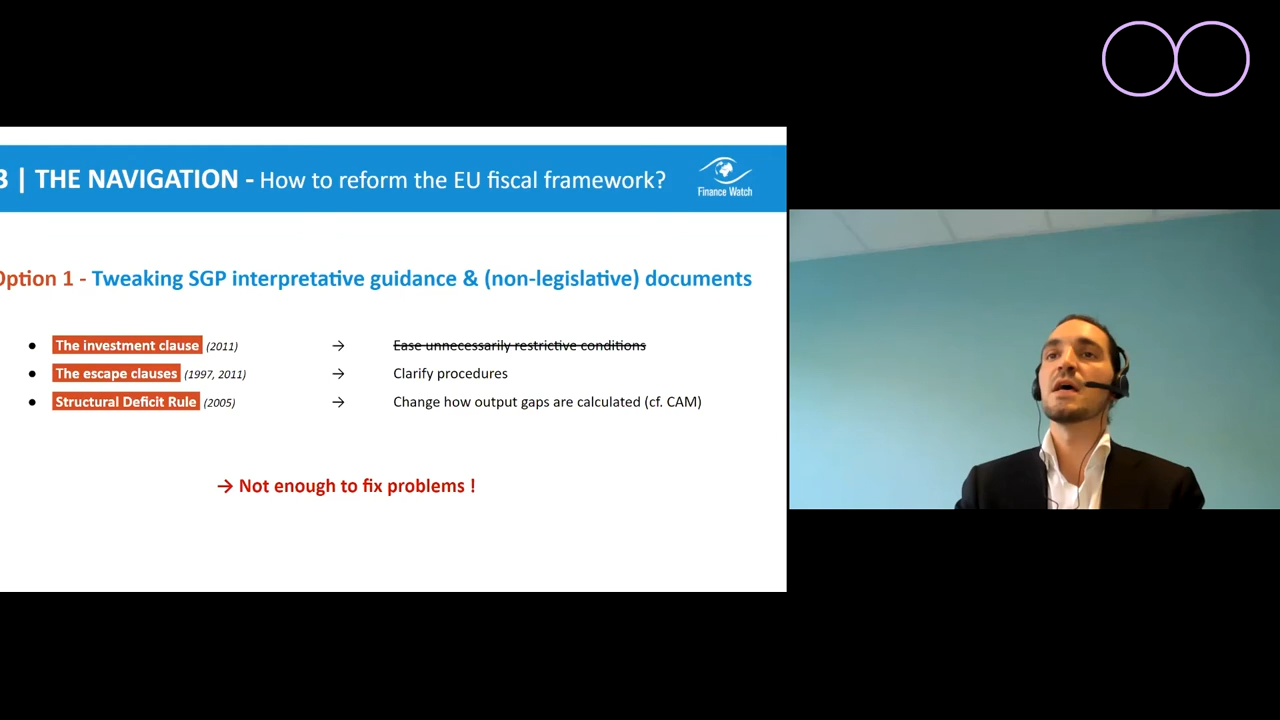 3 | THE NAVIGATION - How to reform the EU fiscal framework?
Finance Watch
Option 1 - Tweaking SGP interpretative guidance & (non-legislative) documents
● The investment clause (2011) → Ease unnecessarily restrictive conditions
● The escape clauses (1997, 2011) → Clarify procedures
● Structural Deficit Rule (2005) → Change how output gaps are calculated (cf. CAM)
→ Not enough to fix problems !